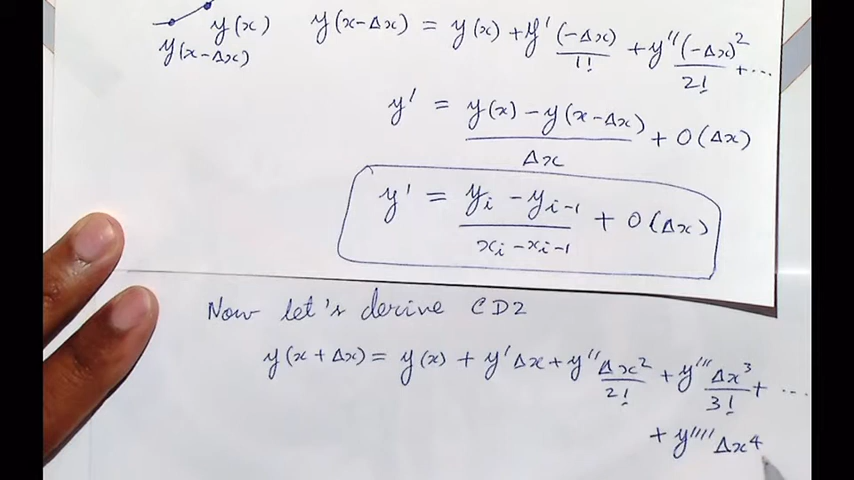 y(x) y(x-Δx) = y(x) + y' (-Δx)/1! + y'' (-Δx)²/2! + ...
y(x-Δx)
y' = (y(x) - y(x-Δx))/Δx + O(Δx)
y' = (yᵢ - yᵢ₋₁)/(xᵢ - xᵢ₋₁) + O(Δx)
Now let's derive CD2
y(x + Δx) = y(x) + y' Δx + y'' Δx²/2! + y''' Δx³/3! + ...
+ y'''' Δx⁴